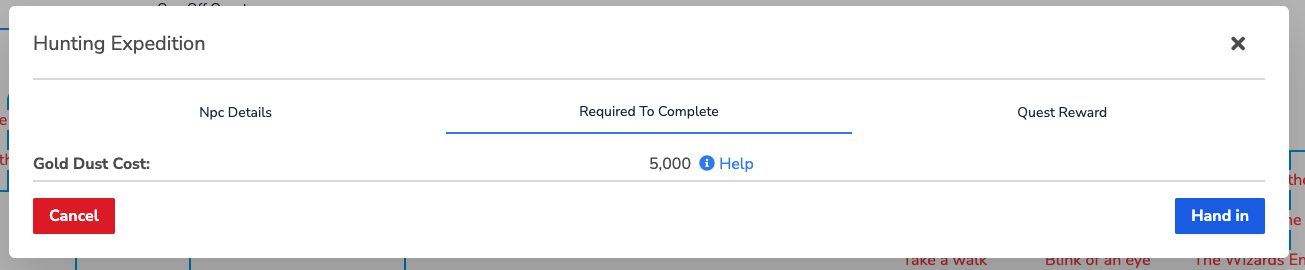 Hunting Expedition
Npc Details Required To Complete Quest Reward
Gold Dust Cost: 5,000 Help
Cancel Hand in
Take a walk Blink of an eye The Wizards En